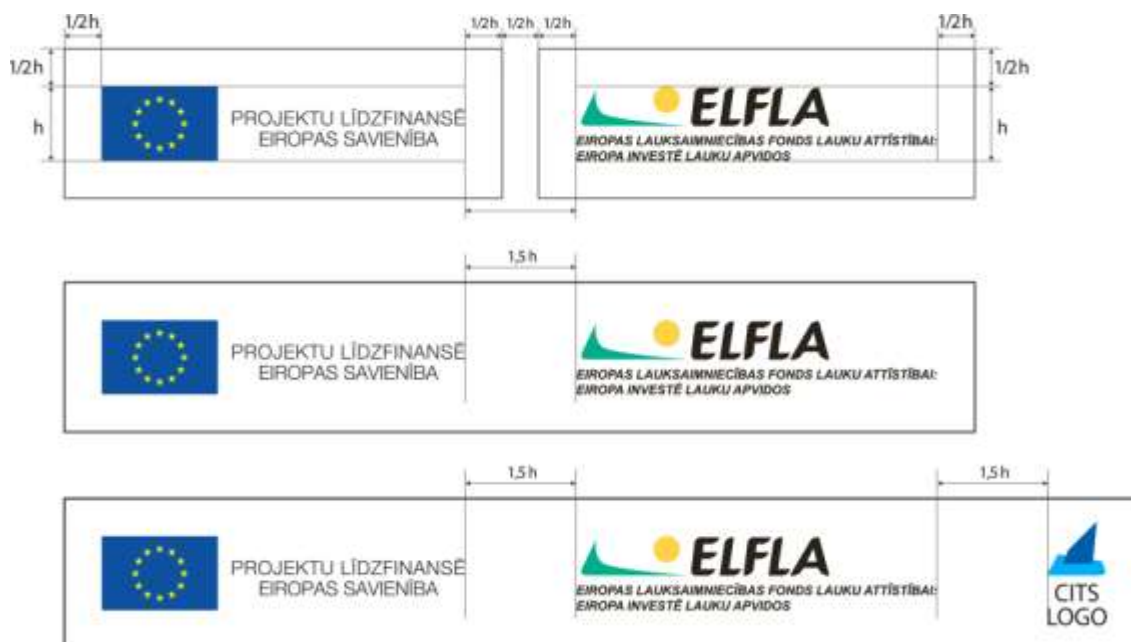 1/2h
1/2h
1/2h
1/2h
1/2h
1/2h
1/2h
h
h
PROJEKTU LĪDZFINANSĒ
EIROPAS SAVIENĪBA
ELFLA
EIROPAS LAUKSAIMNIECĪBAS FONDS LAUKU ATTĪSTĪBAI:
EIROPA INVESTĒ LAUKU APVIDOS
1,5 h
PROJEKTU LĪDZFINANSĒ
EIROPAS SAVIENĪBA
ELFLA
EIROPAS LAUKSAIMNIECĪBAS FONDS LAUKU ATTĪSTĪBAI:
EIROPA INVESTĒ LAUKU APVIDOS
1,5 h
1,5 h
PROJEKTU LĪDZFINANSĒ
EIROPAS SAVIENĪBA
ELFLA
EIROPAS LAUKSAIMNIECĪBAS FONDS LAUKU ATTĪSTĪBAI:
EIROPA INVESTĒ LAUKU APVIDOS
CITS
LOGO